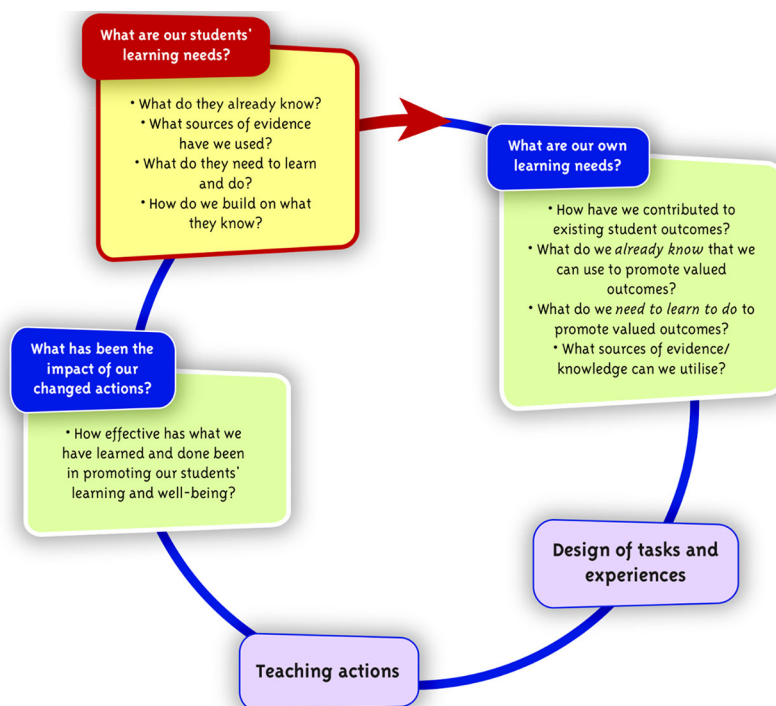 What are our students'
learning needs?
• What do they already know?
• What sources of evidence
have we used?
• What do they need to learn
and do?
• How do we build on what
they know?
What are our own
learning needs?
• How have we contributed to
existing student outcomes?
• What do we already know that we
can use to promote valued
outcomes?
• What do we need to learn to do to
promote valued outcomes?
• What sources of evidence/
knowledge can we utilise?
Design of tasks and
experiences
Teaching actions
What has been the
impact of our
changed actions?
• How effective has what we
have learned and done been
in promoting our students'
learning and well-being?